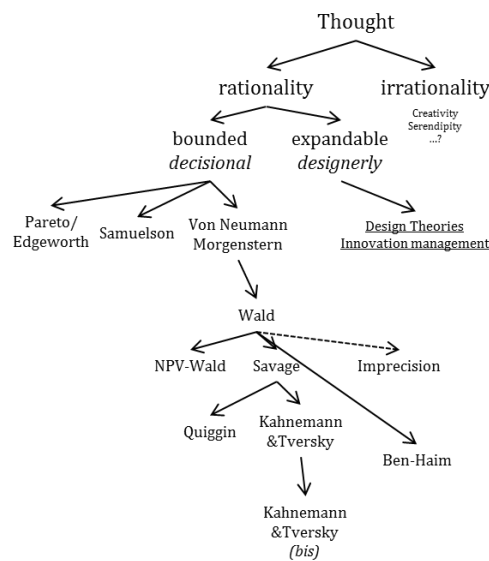 Thought
rationality
irrationality
Creativity
Serendipity
...?
bounded
decisional
expandable
designerly
Pareto/
Edgeworth
Samuelson
Von Neumann
Morgenstern
Design Theories
Innovation management
Wald
NPV-Wald
Savage
Imprecision
Quiggin
Kahnemann
&Tversky
Ben-Haim
Kahnemann
&Tversky
(bis)